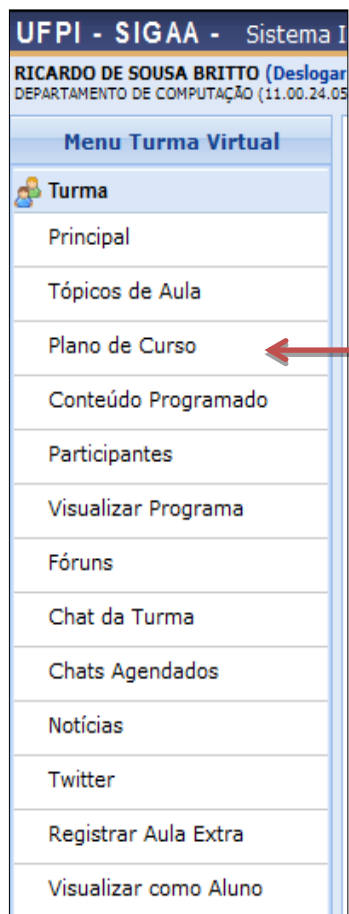 UFPI - SIGAA - Sistema I
RICARDO DE SOUSA BRITTO (Deslogar
DEPARTAMENTO DE COMPUTAÇÃO (11.00.24.05
Menu Turma Virtual
Turma
Principal
Tópicos de Aula
Plano de Curso
Conteúdo Programado
Participantes
Visualizar Programa
Fóruns
Chat da Turma
Chats Agendados
Notícias
Twitter
Registrar Aula Extra
Visualizar como Aluno